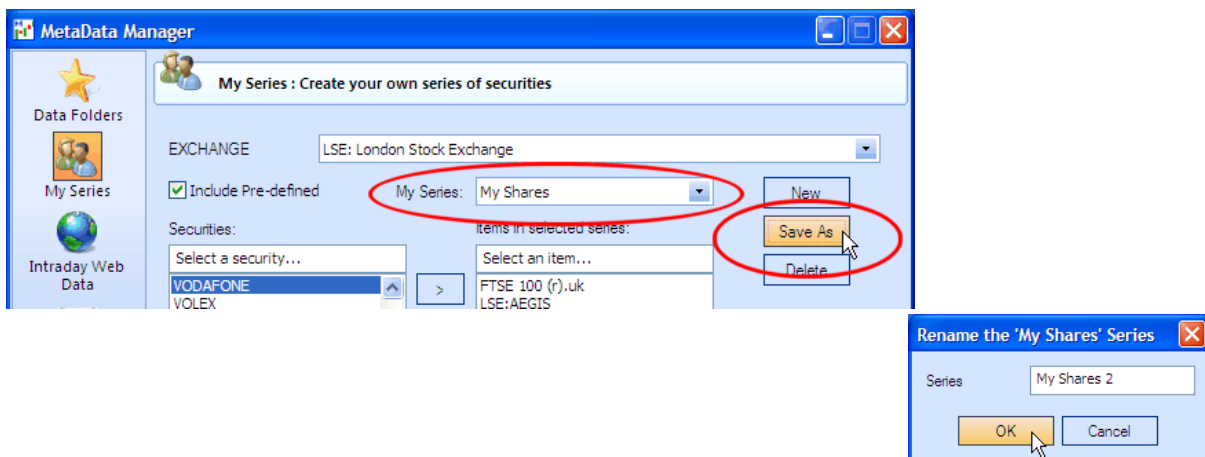 MetaData Manager
My Series : Create your own series of securities
Data Folders
EXCHANGE LSE: London Stock Exchange
My Series
Include Pre-defined My Series: My Shares New
Securities: Items in selected series: Save As
Select a security... Select an item... Delete
Intraday Web
Data
VODAFONE > FTSE 100 (r).uk
VOLEX LSE:AEGIS
Rename the 'My Shares' Series
Series My Shares 2
OK Cancel